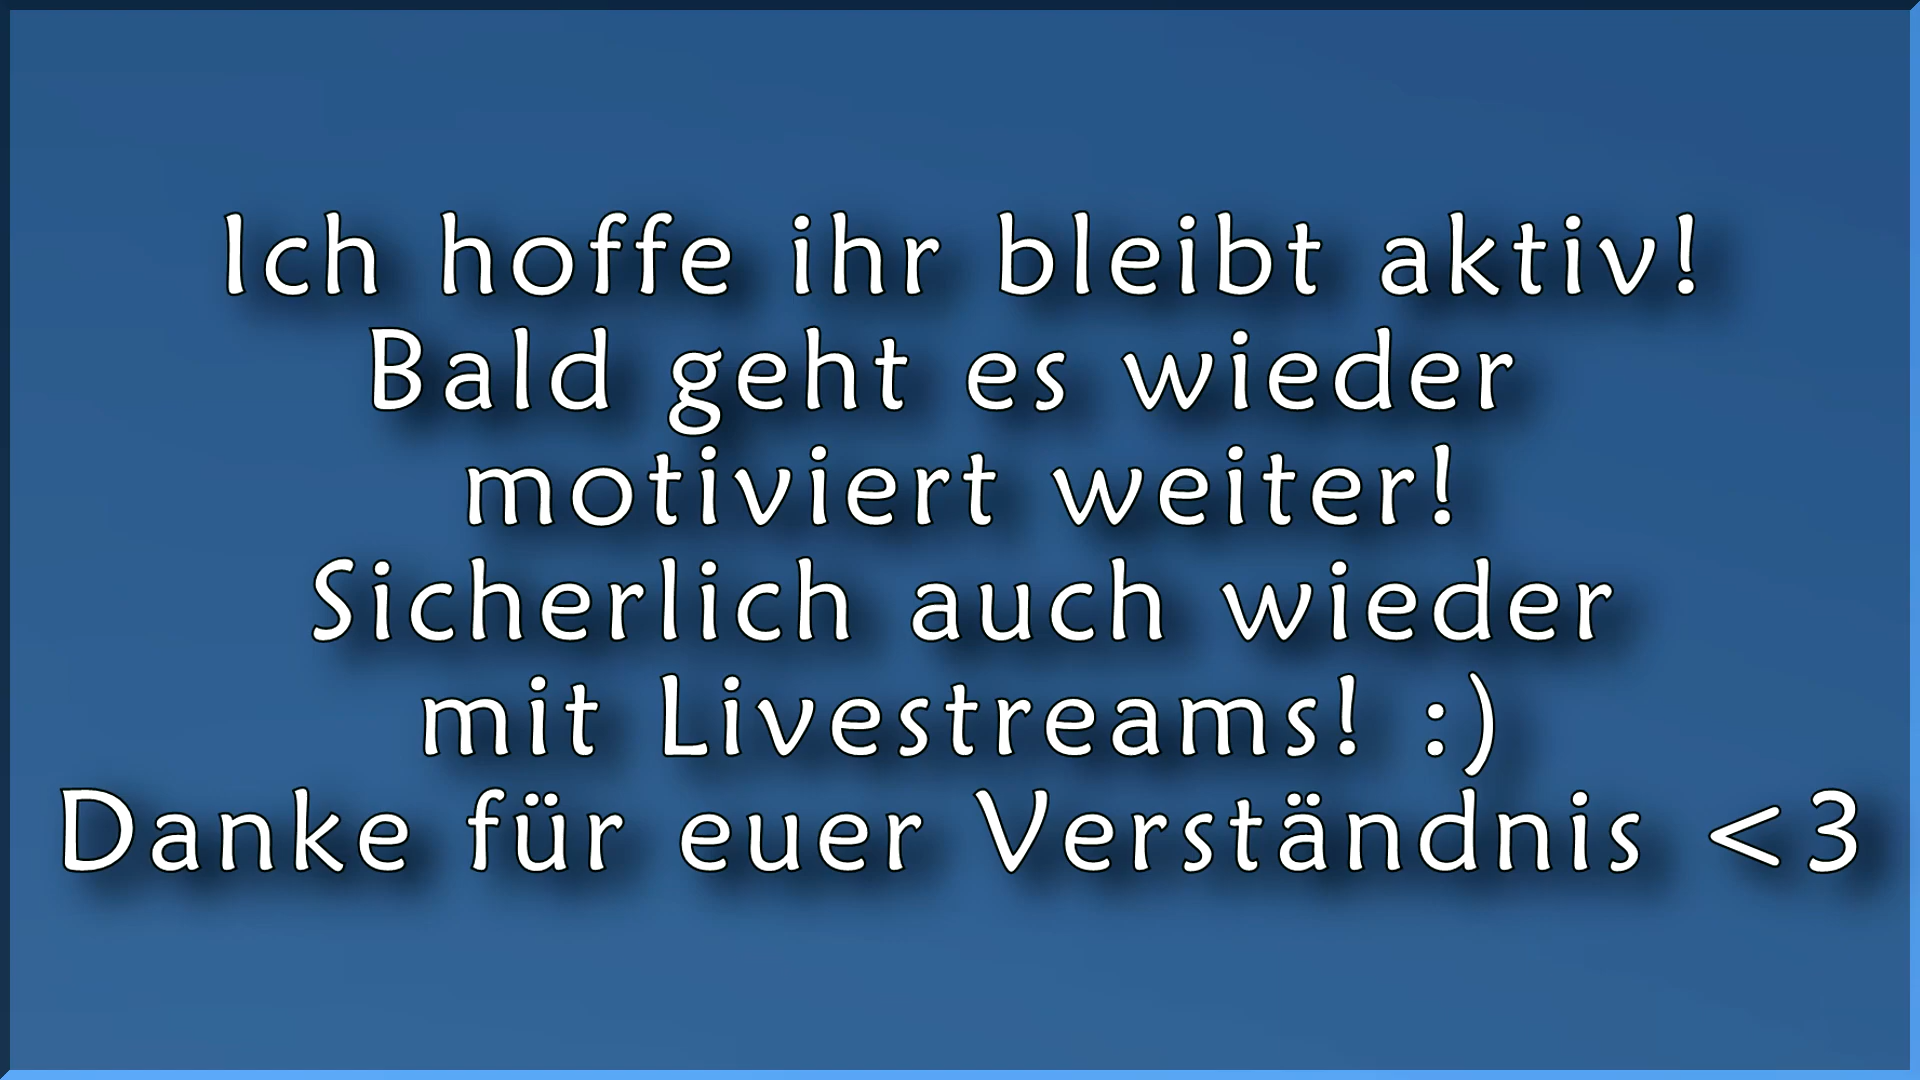 Ich hoffe ihr bleibt aktiv!
Bald geht es wieder
motiviert weiter!
Sicherlich auch wieder
mit Livestreams! :)
Danke für euer Verständnis <3